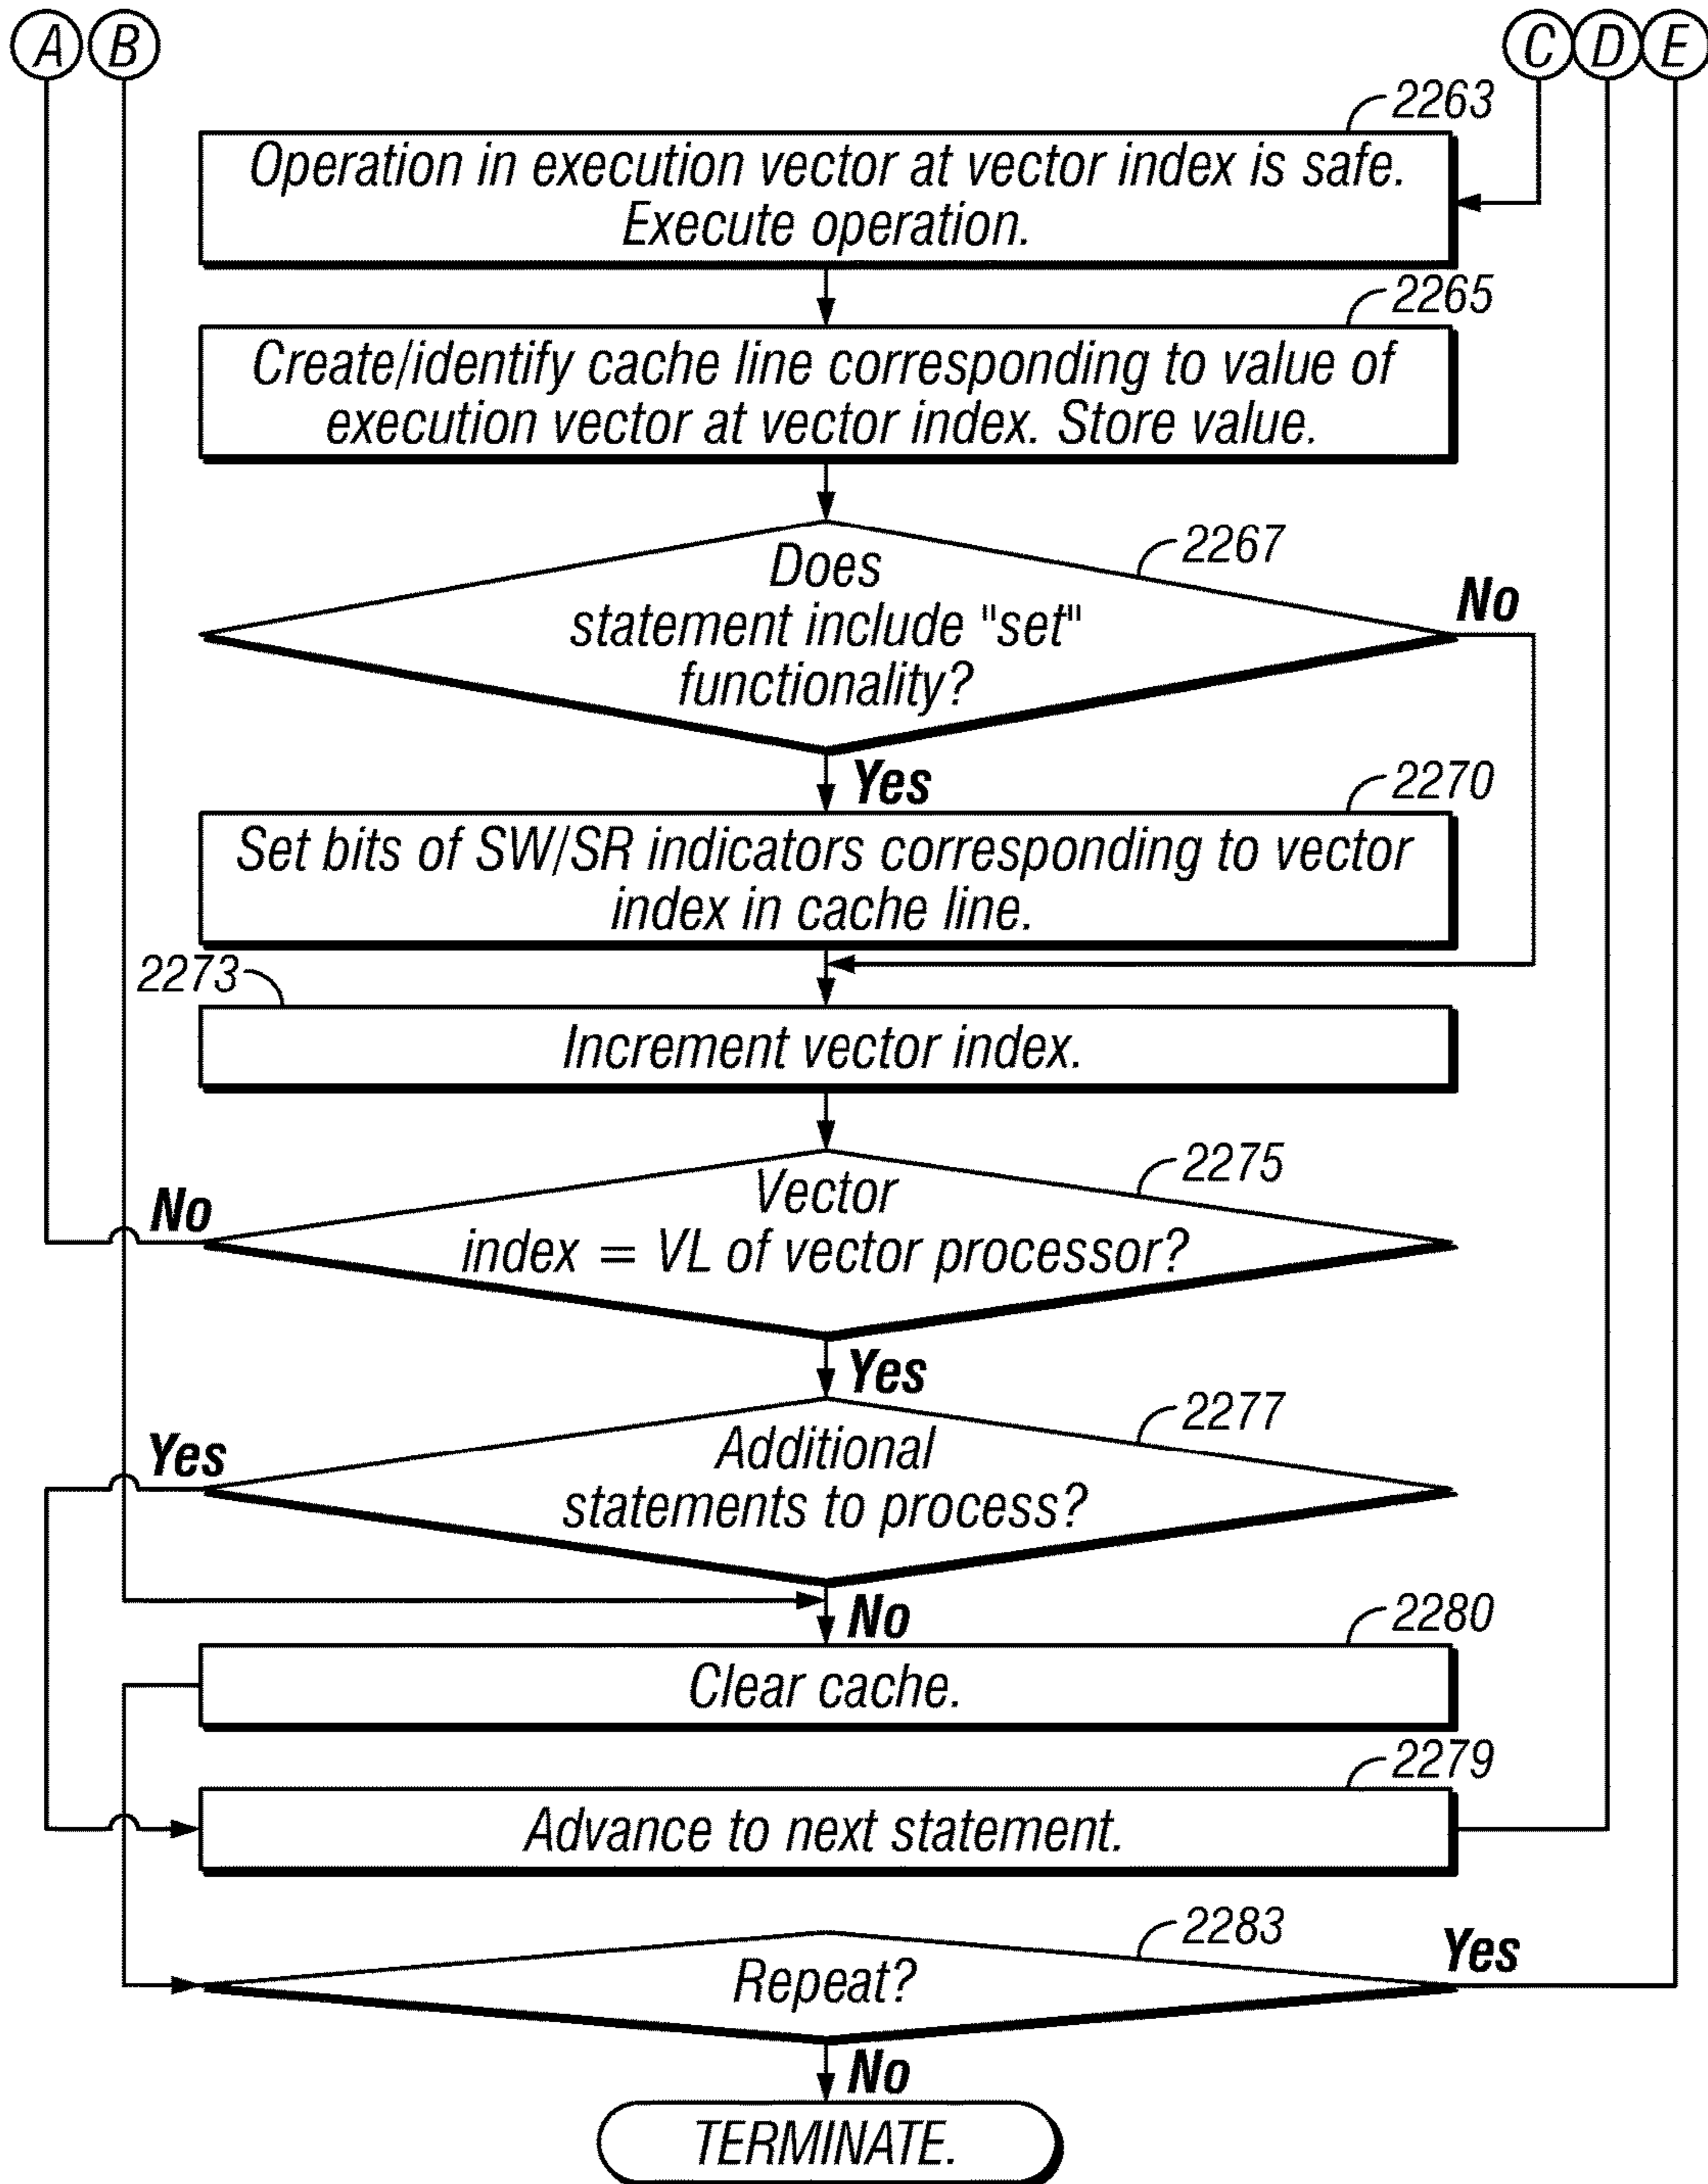 A B C D E
2263
Operation in execution vector at vector index is safe.
Execute operation.
2265
Create/identify cache line corresponding to value of
execution vector at vector index. Store value.
2267
Does
statement include "set"
functionality?
No
Yes
2270
Set bits of SW/SR indicators corresponding to vector
index in cache line.
2273
Increment vector index.
2275
Vector
index = VL of vector processor?
No
Yes
2277
Additional
statements to process?
Yes
No
2280
Clear cache.
2279
Advance to next statement.
2283
Repeat?
Yes
No
TERMINATE.